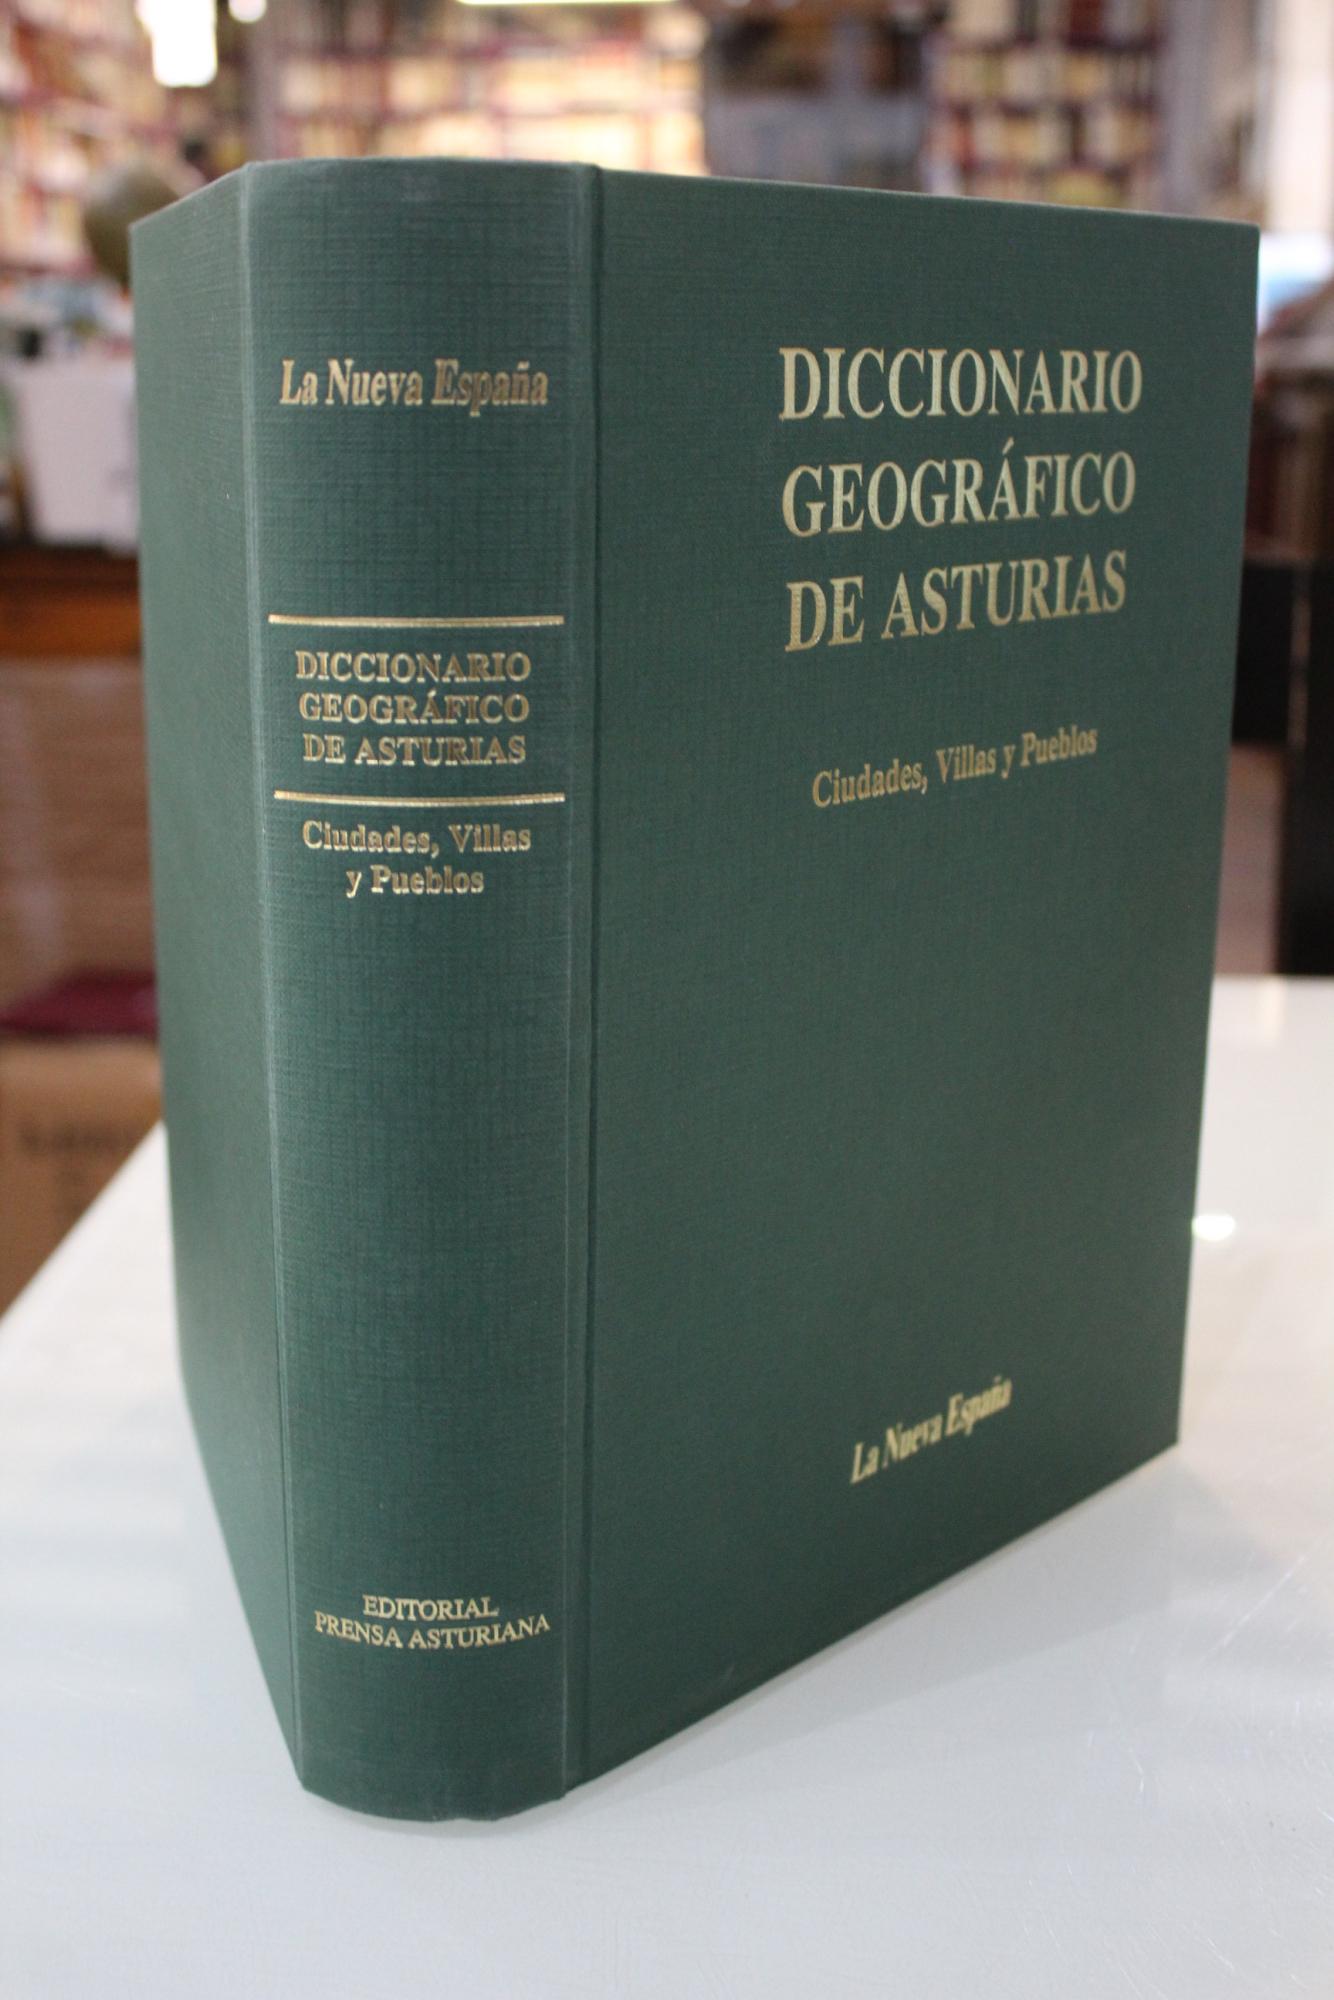 La Nueva España
DICCIONARIO
GEOGRÁFICO
DE ASTURIAS
Ciudades, Villas
y Pueblos
EDITORIAL
PRENSA ASTURIANA
DICCIONARIO
GEOGRÁFICO
DE ASTURIAS
Ciudades, Villas y Pueblos
La Nueva España